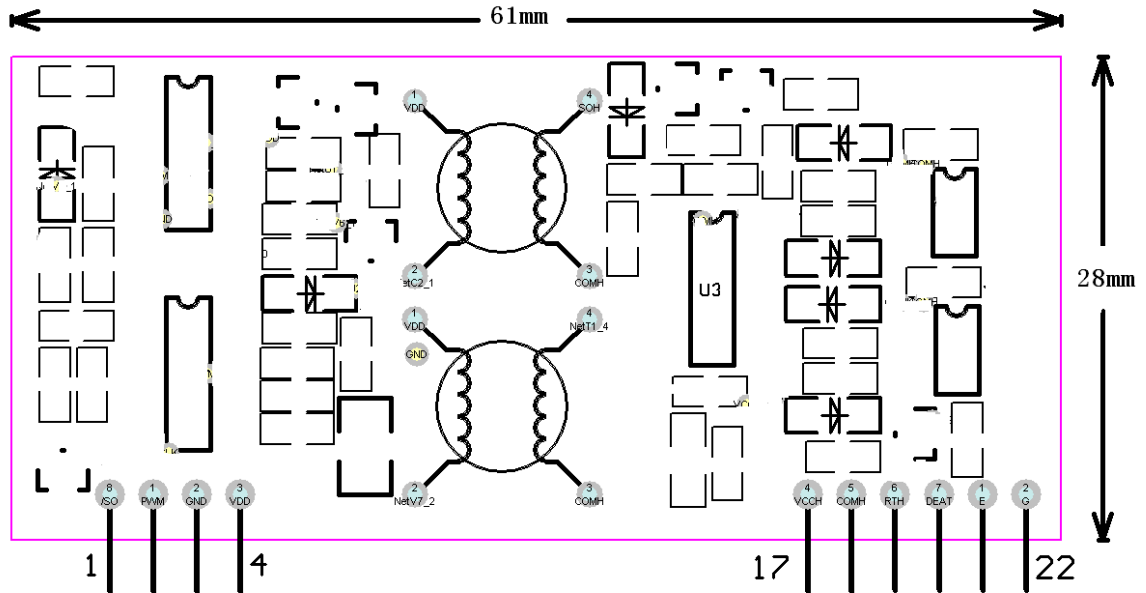 61mm
28mm
1
VDD
4
SOH
2
etC2_1
3
COMH
1
VDD
4
NetT1_4
GND
2
NetV7_2
3
COMH
U3
8
/SO
1
PWM
2
GND
3
VDD
4
VCCH
5
COMH
6
RTH
7
DEAT
1
E
2
G
1
4
17
22